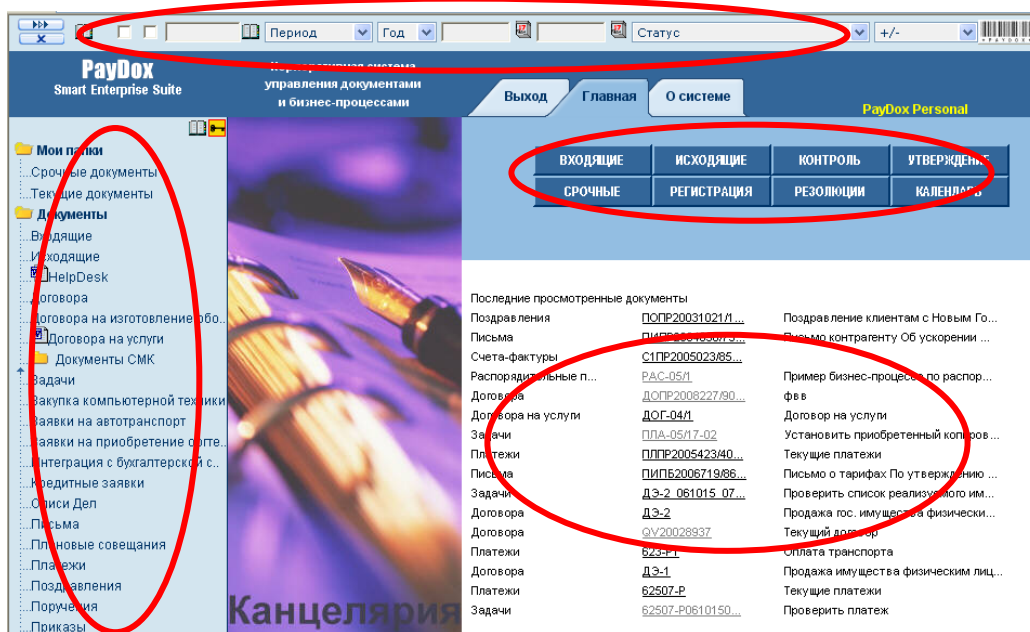 Период
Год
Статус
+/-
PAYDOX
PayDox
Smart Enterprise Suite
Корпоративная система
управления документами
и бизнес-процессами
Выход
Главная
О системе
PayDox Personal
Мои папки
...Срочные документы
...Текущие документы
Документы
...Входящие
...Исходящие
HelpDesk
...Договора
...Договора на изготовление обо..
Договора на услуги
Документы СМК
...Задачи
...Закупка компьютерной техники
...Заявки на автотранспорт
...Заявки на приобретение оргте..
...Интеграция с бухгалтерской с..
...Кредитные заявки
...Описи Дел
...Письма
...Плановые совещания
...Платежи
...Поздравления
...Поручения
...Приказы
Канцелярия
ВХОДЯЩИЕ ИСХОДЯЩИЕ КОНТРОЛЬ УТВЕРЖДЕНИЕ
СРОЧНЫЕ РЕГИСТРАЦИЯ РЕЗОЛЮЦИИ КАЛЕНДАРЬ
Последние просмотренные документы
Поздравления ПОПР20031021/1... Поздравление клиентам с Новым Го...
Письма Письмо контрагенту Об ускорении ...
Счета-фактуры С1ПР2005023/85...
Распорядительные п... РАС-05/1 Пример бизнес-процесса по распор...
Договора ДОПР2008227/90... фвв
Договора на услуги ДОГ-04/1 Договор на услуги
Задачи ПЛА-05/17-02 Установить приобретенный копиров...
Платежи ПЛПР2005423/40... Текущие платежи
Письма ПИПБ2006719/86... Письмо о тарифах По утверждению ...
Задачи ДЭ-2_061015_07... Проверить список реализуемого им...
Договора ДЭ-2 Продажа гос. имущества физически...
Договора QV20028937 Текущий договор
Платежи 623-Р1 Оплата транспорта
Договора ДЭ-1 Продажа имущества физическим лиц...
Платежи 62507-Р Текущие платежи
Задачи 62507-Р0610150... Проверить платеж